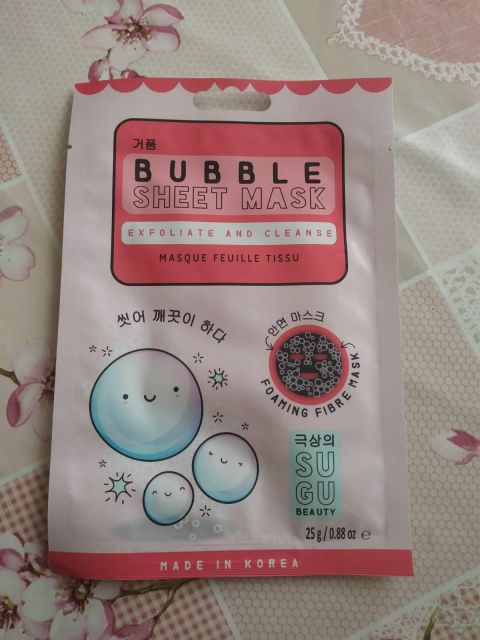 거품
BUBBLE
SHEET MASK
EXFOLIATE AND CLEANSE
MASQUE FEUILLE TISSU
씻어 깨끗이 하다
안면 마스크
FOAMING FIBRE MASK
극상의
SU
GU
BEAUTY
25 g / 0.88 oz ℮
MADE IN KOREA